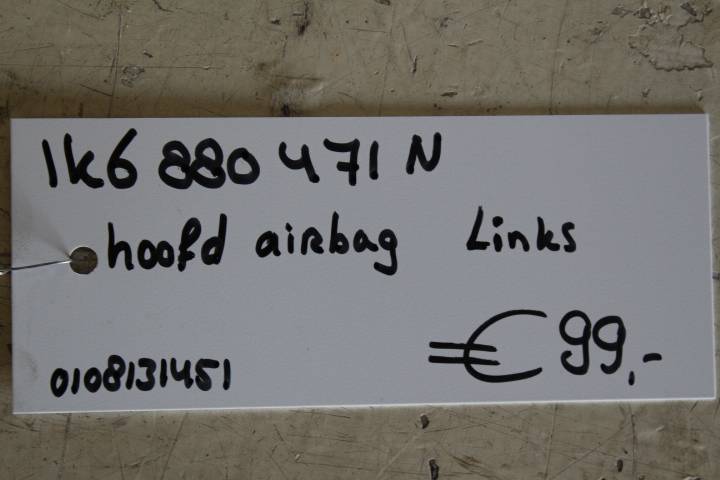 1k6 880 471 N
hoofd airbag Links
€ 99,-
0108131451